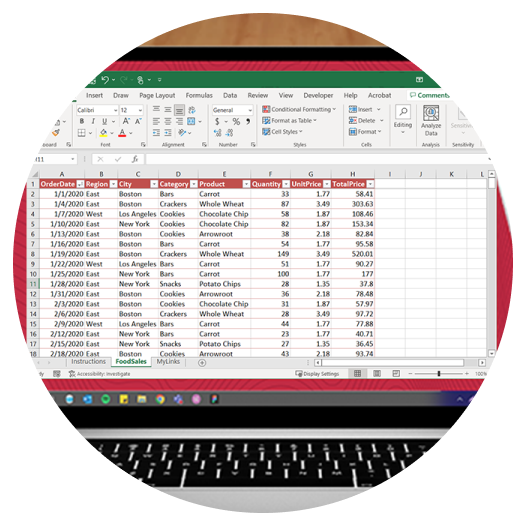 Insert Draw Page Layout Formulas Data Review View Developer Help Acrobat Comments
Calibri 12 General Conditional Formatting Insert
B I U $ % Format as Table Delete Editing Analyze Data
Cell Styles Format
Font Alignment Number Styles Cells Analysis Sensitivity
fx
A B C D E F G H I J K L
1 OrderDate Region City Category Product Quantity UnitPrice TotalPrice
2 1/1/2020 East Boston Bars Carrot 33 1.77 58.41
3 1/4/2020 East Boston Crackers Whole Wheat 87 3.49 303.63
4 1/7/2020 West Los Angeles Cookies Chocolate Chip 58 1.87 108.46
5 1/10/2020 East New York Cookies Chocolate Chip 82 1.87 153.34
6 1/13/2020 East Boston Cookies Arrowroot 38 2.18 82.84
7 1/16/2020 East Boston Bars Carrot 54 1.77 95.58
8 1/19/2020 East Boston Crackers Whole Wheat 149 3.49 520.01
9 1/22/2020 West Los Angeles Bars Carrot 51 1.77 90.27
10 1/25/2020 East New York Bars Carrot 100 1.77 177
11 1/28/2020 East New York Snacks Potato Chips 28 1.35 37.8
12 1/31/2020 East Boston Cookies Arrowroot 36 2.18 78.48
13 2/3/2020 East Boston Cookies Chocolate Chip 31 1.87 57.97
14 2/6/2020 East Boston Crackers Whole Wheat 28 3.49 97.72
15 2/9/2020 West Los Angeles Bars Carrot 44 1.77 77.88
16 2/12/2020 East New York Bars Carrot 23 1.77 40.71
17 2/15/2020 East New York Snacks Potato Chips 27 1.35 36.45
18 2/18/2020 East Boston Cookies Arrowroot 43 2.18 93.74
Instructions FoodSales MyLinks
Accessibility: Investigate Display Settings 100%